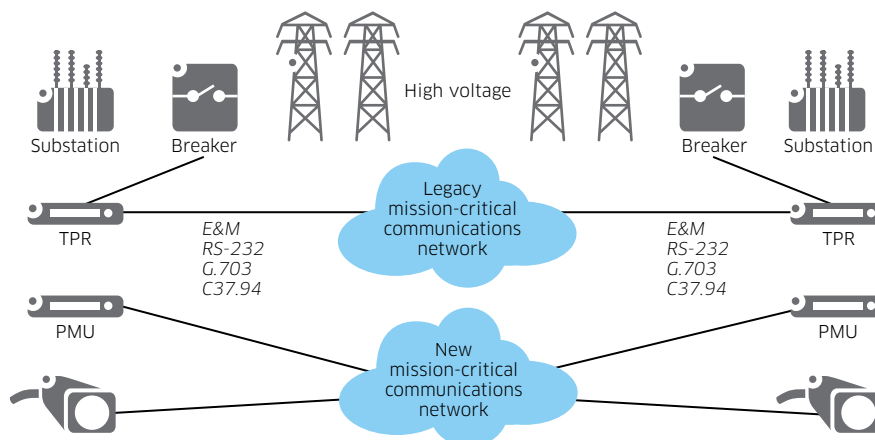 High voltage
Substation
Breaker
Breaker
Substation
Legacy
mission-critical
communications
network
TPR
TPR
E&M
RS-232
G.703
C37.94
E&M
RS-232
G.703
C37.94
PMU
PMU
New
mission-critical
communications
network